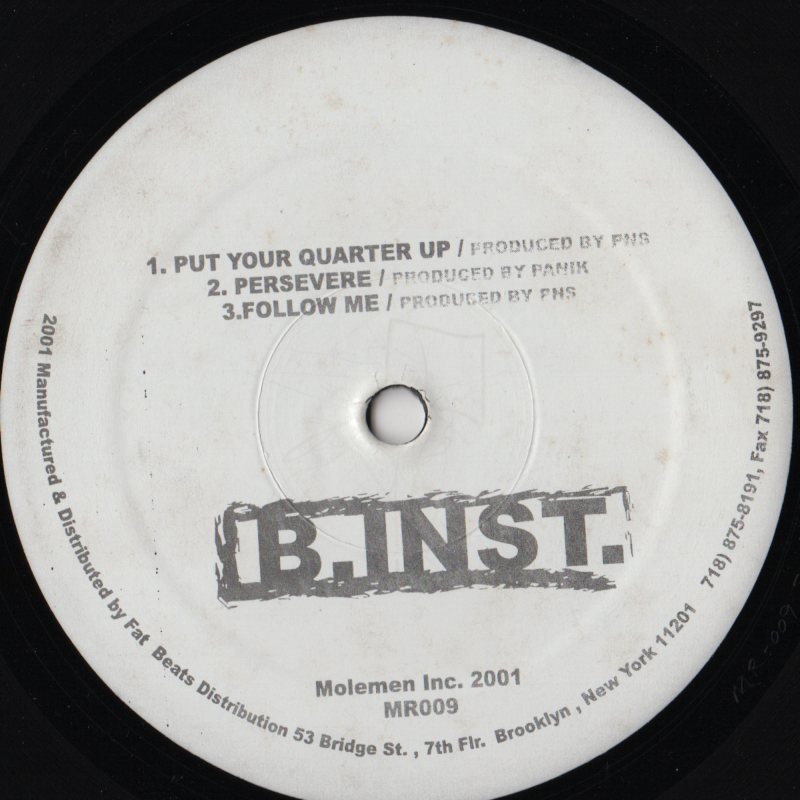 1. PUT YOUR QUARTER UP / PRODUCED BY PNS
2. PERSEVERE / PRODUCED BY PANIK
3.FOLLOW ME / PRODUCED BY PNS
B.INST.
Molemen Inc. 2001
MR009
2001 Manufactured & Distributed by Fat Beats Distribution 53 Bridge St. , 7th Flr. Brooklyn , New York 11201 718) 875-8191, Fax 718) 875-9297
MR-009